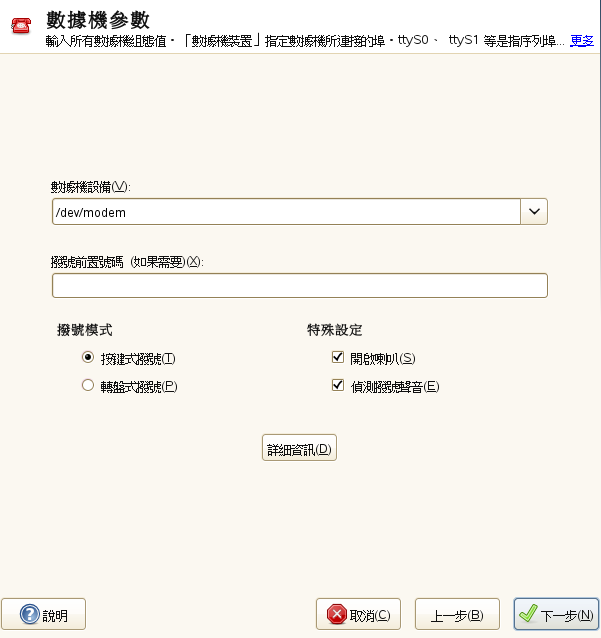 數據機參數
輸入所有數據機組態值。「數據機裝置」指定數據機所連接的埠。ttyS0、 ttyS1 等是指序列埠... 更多
數據機設備(V):
/dev/modem
撥號前置號碼 (如果需要)(X):
撥號模式
特殊設定
按鍵式撥號(T)
開啟喇叭(S)
轉盤式撥號(P)
偵測撥號聲音(E)
詳細資訊(D)
說明
取消(C)
上一步(B)
下一步(N)